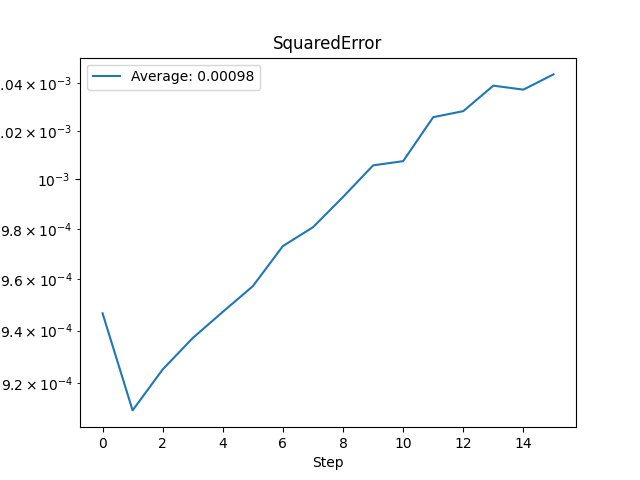 SquaredError
Average: 0.00098
.04 × 10⁻³
.02 × 10⁻³
10⁻³
9.8 × 10⁻⁴
9.6 × 10⁻⁴
9.4 × 10⁻⁴
9.2 × 10⁻⁴
0 2 4 6 8 10 12 14
Step